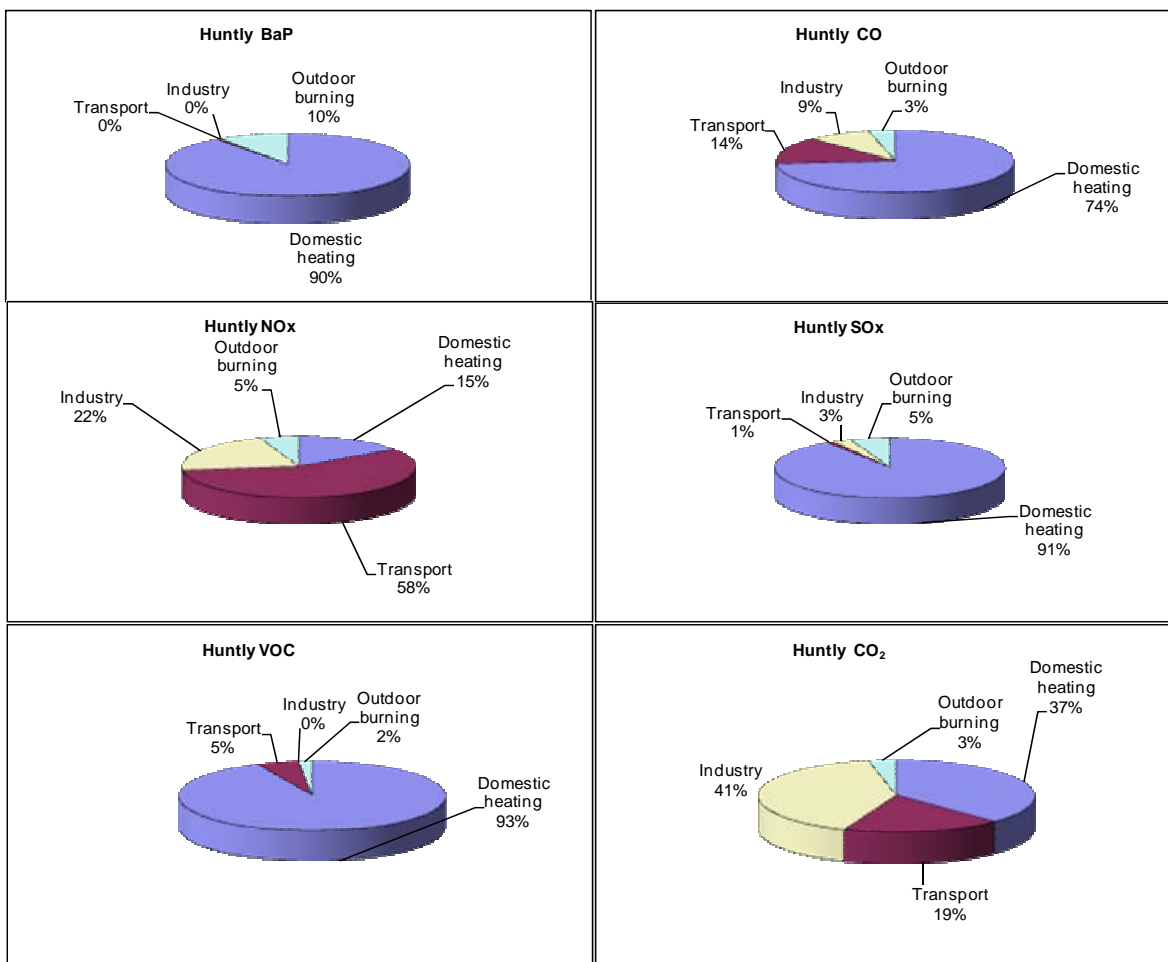 Huntly BaP
Industry
0%
Outdoor
burning
10%
Transport
0%
Domestic
heating
90%
Huntly CO
Industry
9%
Outdoor
burning
3%
Transport
14%
Domestic
heating
74%
Huntly NOx
Outdoor
burning
5%
Domestic
heating
15%
Industry
22%
Transport
58%
Huntly SOx
Industry
3%
Outdoor
burning
5%
Transport
1%
Domestic
heating
91%
Huntly VOC
Industry
0%
Outdoor
burning
2%
Transport
5%
Domestic
heating
93%
Huntly CO₂
Domestic
heating
37%
Outdoor
burning
3%
Industry
41%
Transport
19%